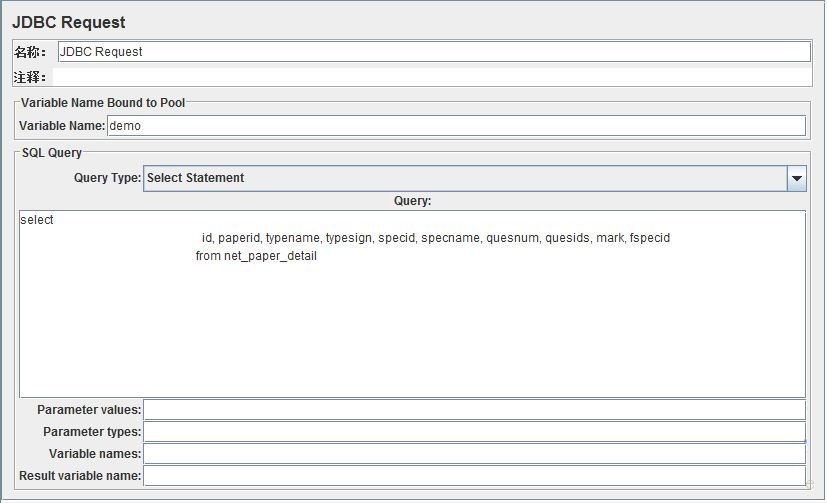 JDBC Request
名称： JDBC Request
注释：
Variable Name Bound to Pool
Variable Name: demo
SQL Query
Query Type: Select Statement
Query:
select
id, paperid, typename, typesign, specid, specname, quesnum, quesids, mark, fspecid
from net_paper_detail
Parameter values:
Parameter types:
Variable names:
Result variable name: